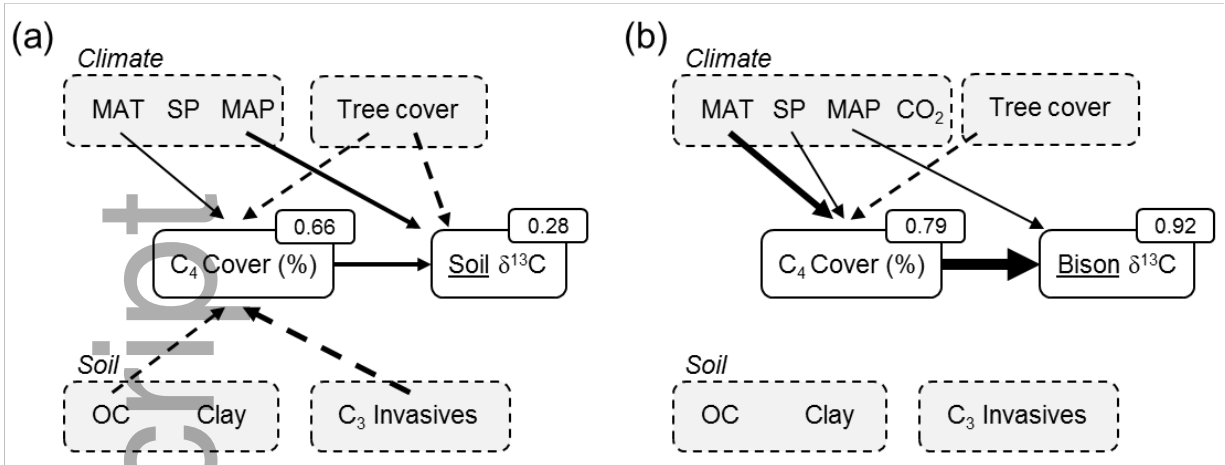 (a)
Climate
MAT SP MAP
Tree cover
0.66
0.28
C₄ Cover (%)
Soil δ¹³C
Soil
OC Clay
C₃ Invasives
(b)
Climate
MAT SP MAP CO₂
Tree cover
0.79
0.92
C₄ Cover (%)
Bison δ¹³C
Soil
OC Clay
C₃ Invasives
cript